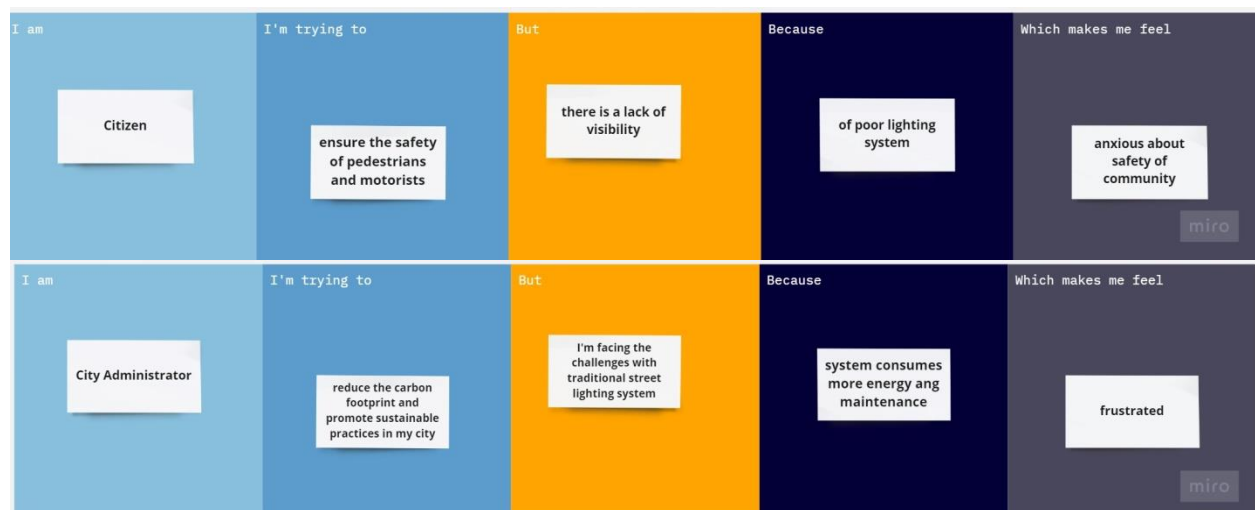 I am
I'm trying to
But
Because
Which makes me feel
Citizen
ensure the safety
of pedestrians
and motorists
there is a lack of
visibility
of poor lighting
system
anxious about
safety of
community
miro
I am
I'm trying to
But
Because
Which makes me feel
City Administrator
reduce the carbon
footprint and
promote sustainable
practices in my city
I'm facing the
challenges with
traditional street
lighting system
system consumes
more energy ang
maintenance
frustrated
miro